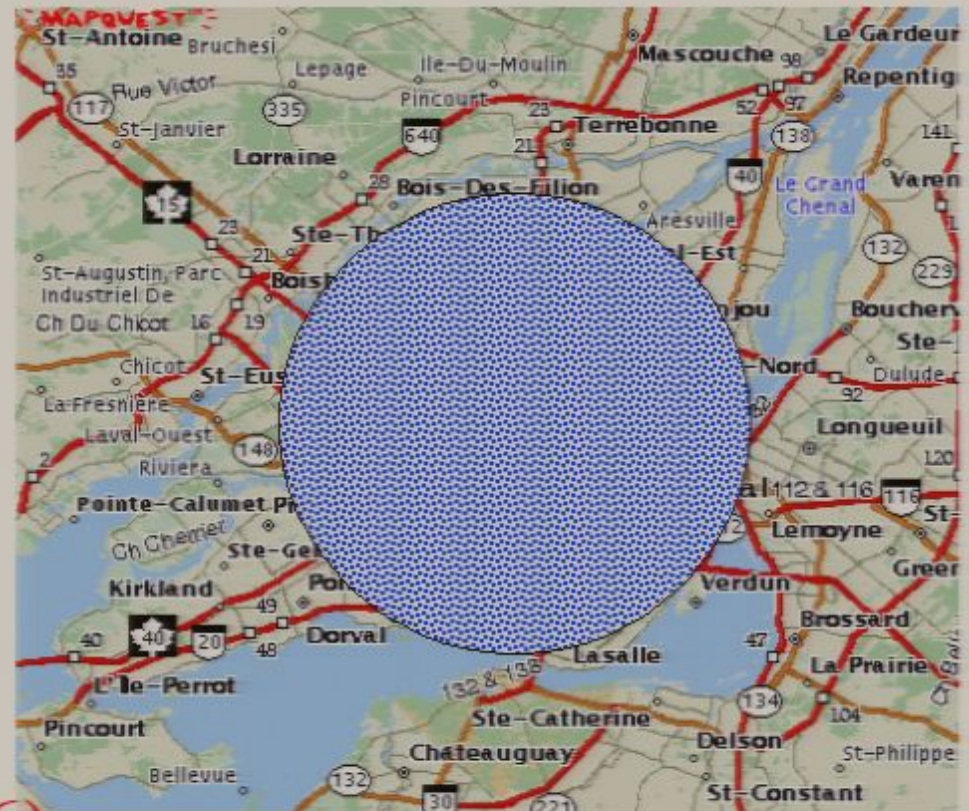 MAPQUEST
St-Antoine
Bruchesi
Le Gardeur
Mascouche
98
35
Rue Victor
Lepage
Ile-Du-Moulin
Repentig
117
335
Pincourt
23
52
97
St-Janvier
640
Terrebonne
138
141
Lorraine
21
40
28
Bois-Des-Filion
Le Grand
Chenal
Varen
15
Aresville
23
Ste-Th
132
21
l-Est
229
St-Augustin, Parc
Industriel De
Ch Du Chicot
Boisb
njou
Boucherv
16
19
Ste-
Chicot
St-Eus
-Nord
Dulude
92
La Fresniere
Laval-Ouest
Longueuil
148
2
Riviera
120
al
112 & 116
116
Pointe-Calumet
St-
Ch Cherrier
Ste-Ge
2
Lemoyne
Kirkland
Poi
Verdun
Greer
49
40
20
Brossard
40
48
Dorval
47
Lasalle
La Prairie
L'Ile-Perrot
132 & 138
134
104
Pincourt
Ste-Catherine
Delson
Chateauguay
St-Philippe
Bellevue
132
30
221
St-Constant